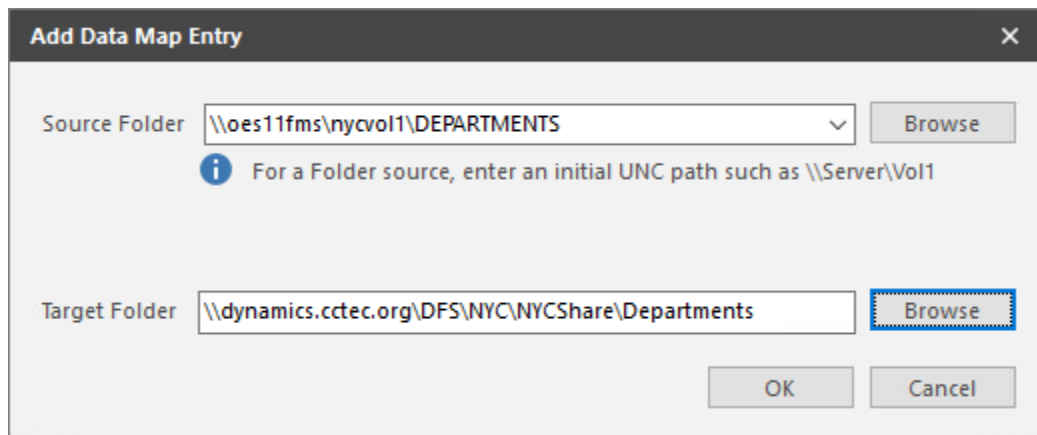 Add Data Map Entry
Source Folder \\oes11fms\nycvol1\DEPARTMENTS Browse
For a Folder source, enter an initial UNC path such as \\Server\Vol1
Target Folder \\dynamics.cctec.org\DFS\NYC\NYCShare\Departments Browse
OK Cancel